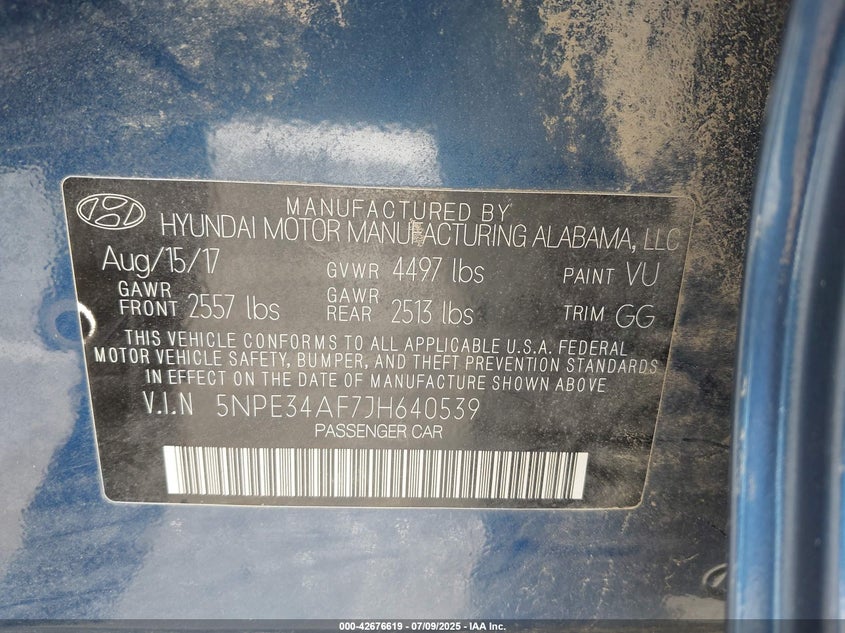 MANUFACTURED BY
HYUNDAI MOTOR MANUFACTURING ALABAMA, LLC
Aug/15/17 GVWR 4497 lbs PAINT VU
GAWR FRONT 2557 lbs GAWR REAR 2513 lbs TRIM GG
THIS VEHICLE CONFORMS TO ALL APPLICABLE U.S.A. FEDERAL
MOTOR VEHICLE SAFETY, BUMPER, AND THEFT PREVENTION STANDARDS
IN EFFECT ON THE DATE OF MANUFACTURE SHOWN ABOVE
V.I.N 5NPE34AF7JH640539
PASSENGER CAR
000-42676619 - 07/09/2025 - IAA Inc.